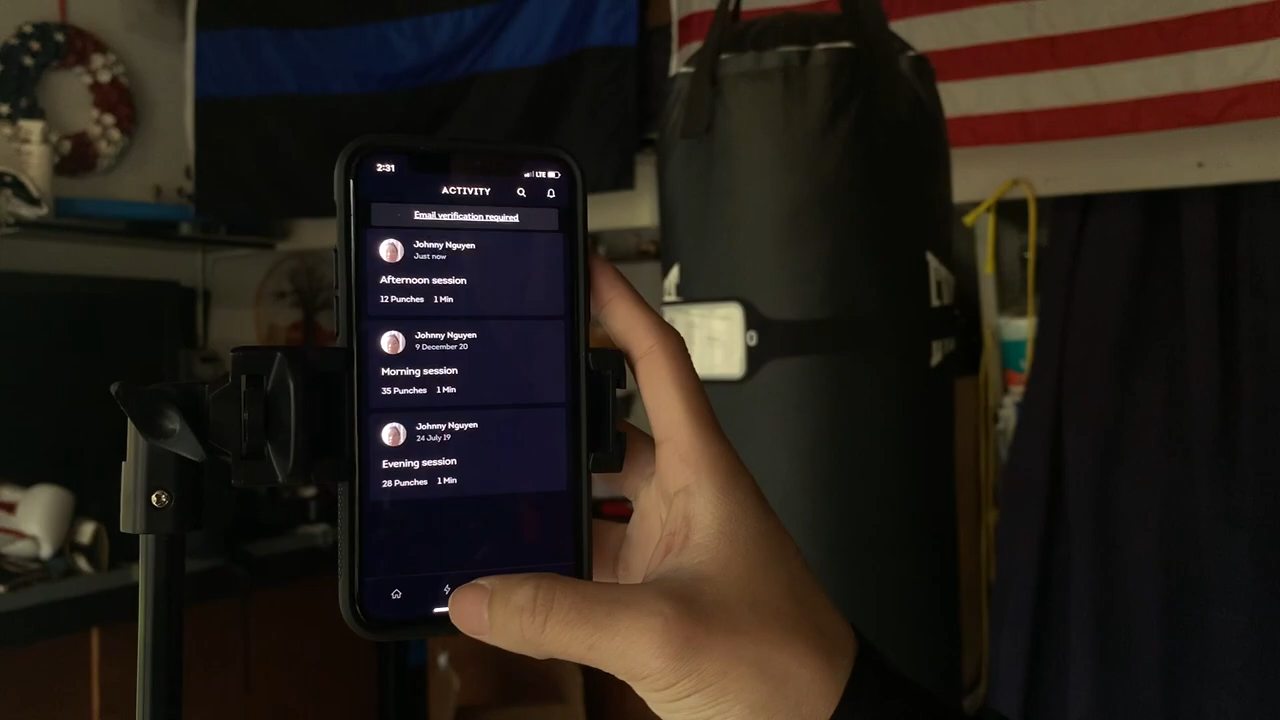 2:31
LTE
ACTIVITY
Email verification required
Johnny Nguyen
Just now
Afternoon session
12 Punches 1 Min
Johnny Nguyen
9 December 20
Morning session
35 Punches 1 Min
Johnny Nguyen
24 July 19
Evening session
28 Punches 1 Min